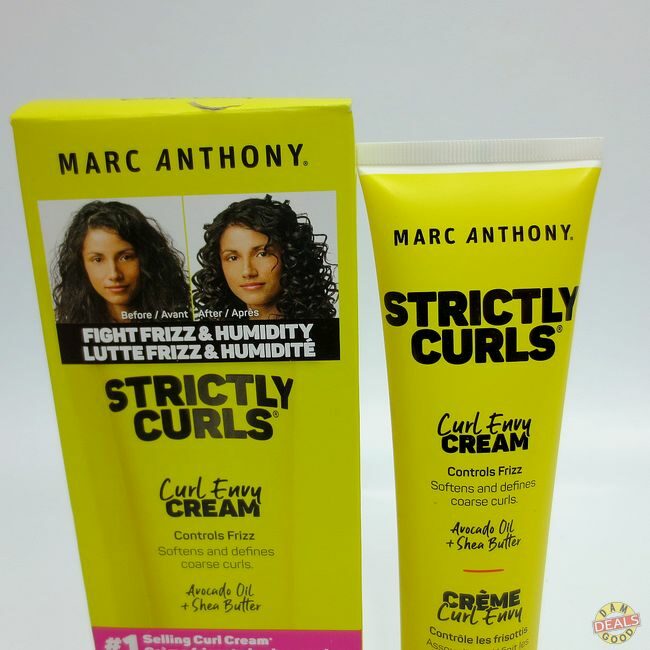 MARC ANTHONY®
Before / Avant After / Après
FIGHT FRIZZ & HUMIDITY
LUTTE FRIZZ & HUMIDITÉ
STRICTLY
CURLS®
Curl Envy
CREAM
Controls Frizz
Softens and defines
coarse curls.
Avocado Oil
+ Shea Butter
#1 Selling Curl Cream*
MARC ANTHONY®
STRICTLY
CURLS®
Curl Envy
CREAM
Controls Frizz
Softens and defines
coarse curls.
Avocado Oil
+ Shea Butter
CRÈME
Curl Envy
Contrôle les frisottis
DAM
DEALS
GOOD